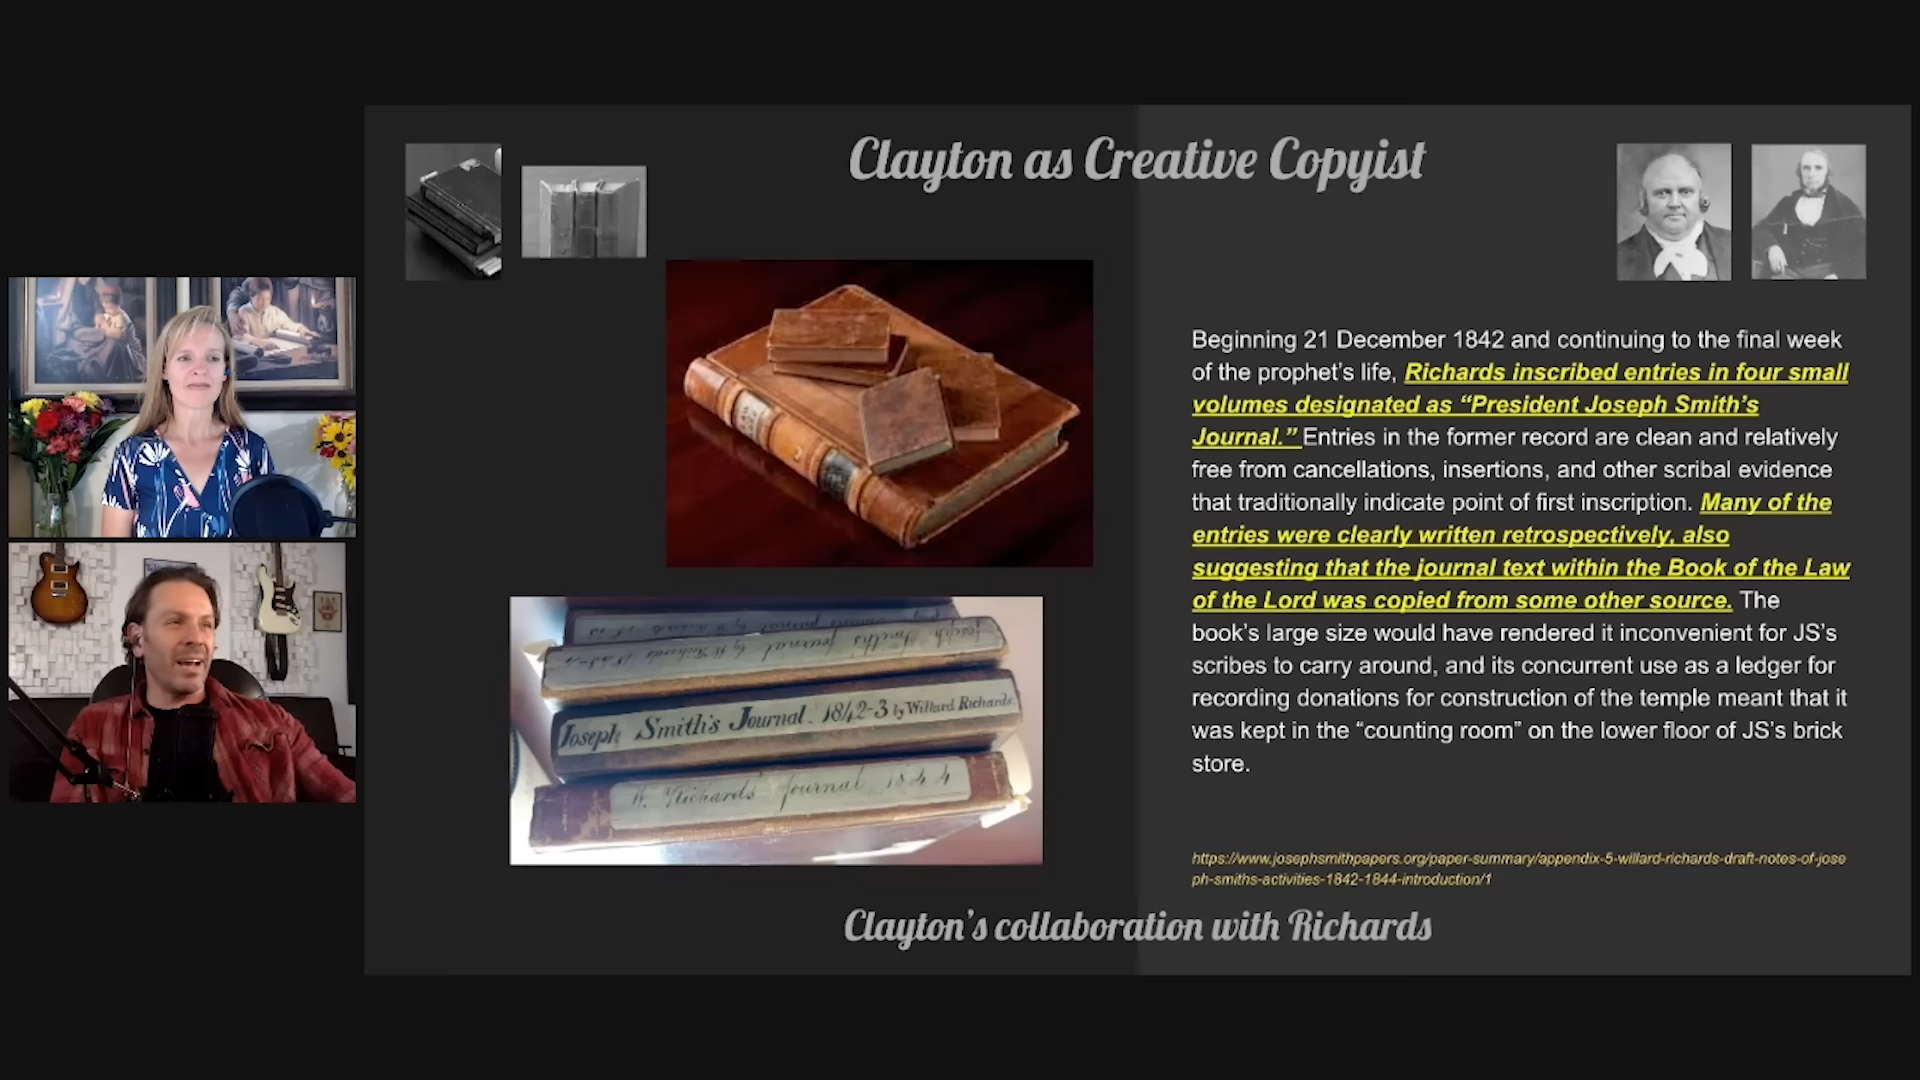 Clayton as Creative Copyist
Beginning 21 December 1842 and continuing to the final week
of the prophet's life, Richards inscribed entries in four small
volumes designated as “President Joseph Smith's
Journal.” Entries in the former record are clean and relatively
free from cancellations, insertions, and other scribal evidence
that traditionally indicate point of first inscription. Many of the
entries were clearly written retrospectively, also
suggesting that the journal text within the Book of the Law
of the Lord was copied from some other source. The
book's large size would have rendered it inconvenient for JS's
scribes to carry around, and its concurrent use as a ledger for
recording donations for construction of the temple meant that it
was kept in the “counting room” on the lower floor of JS's brick
store.
https://www.josephsmithpapers.org/paper-summary/appendix-5-willard-richards-draft-notes-of-jose
ph-smiths-activities-1842-1844-introduction/1
Joseph Smith's Journal. 1842-3 by Willard Richards
W. Richards' Journal 1844
Clayton's collaboration with Richards